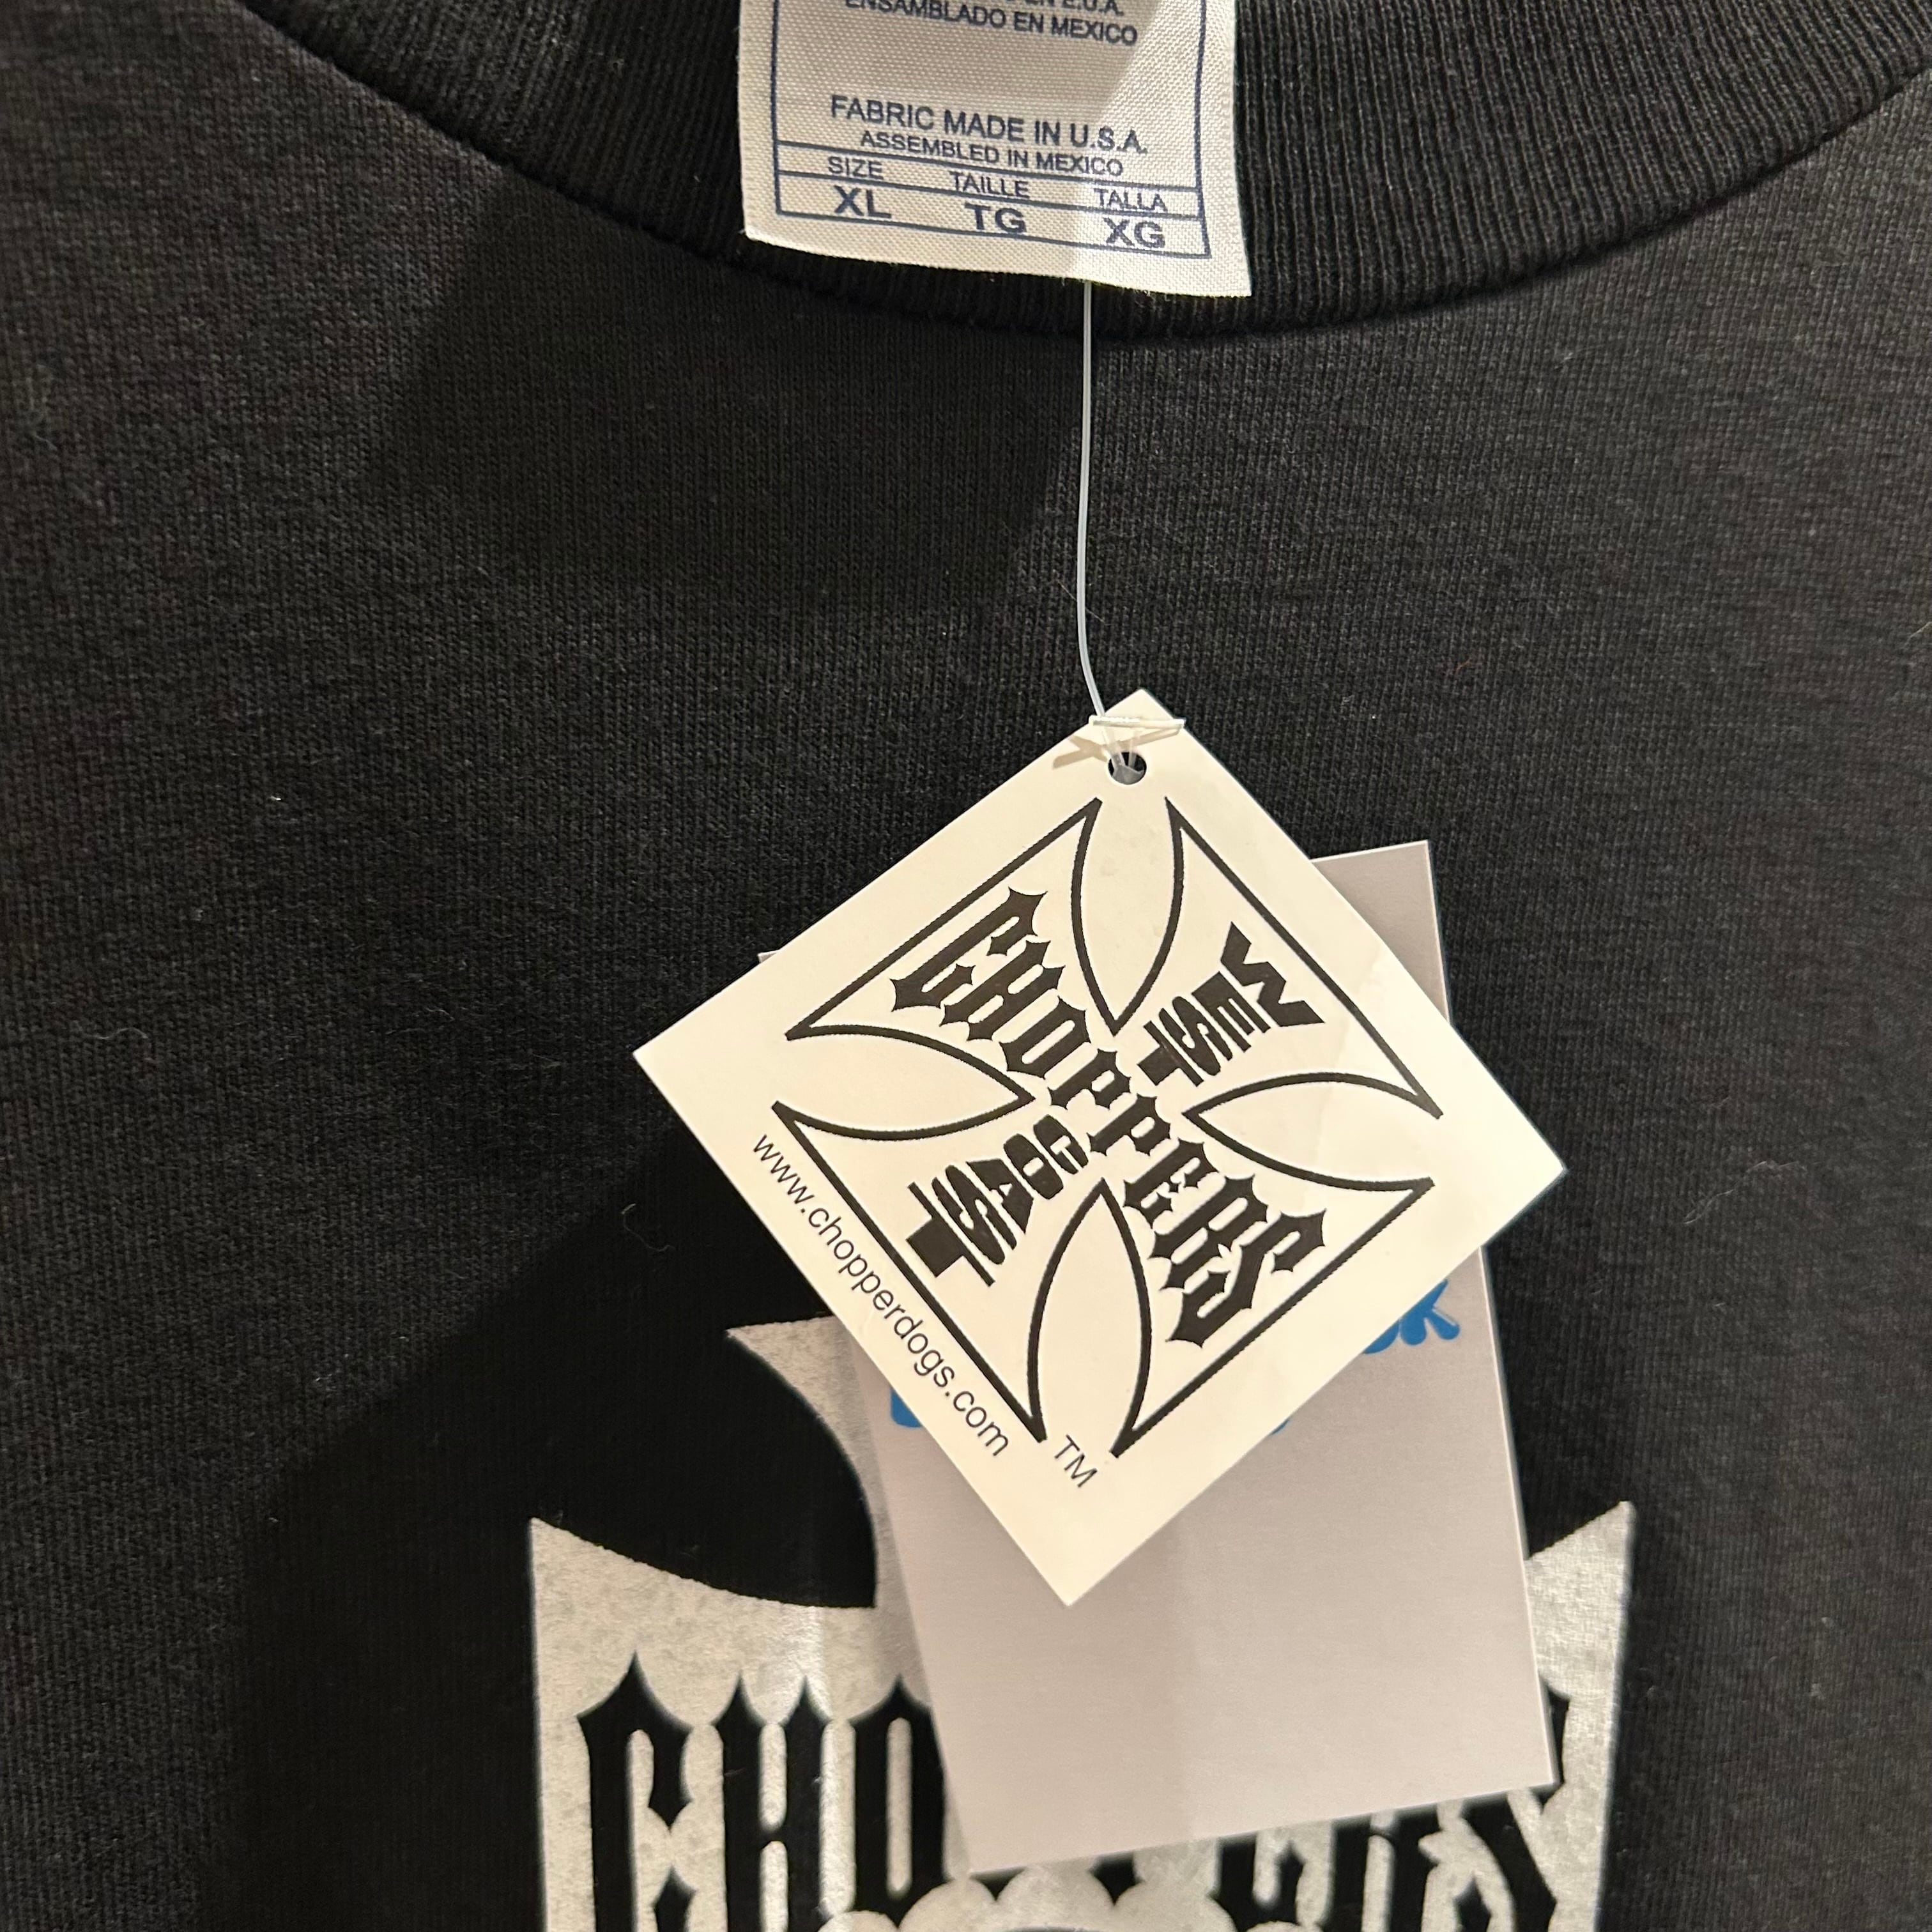 ENSAMBLADO EN MEXICO
FABRIC MADE IN U.S.A.
ASSEMBLED IN MEXICO
SIZE TAILLE TALLA
XL TG XG
WEST
CHOPPERS
COAST
www.chopperdogs.com
TM